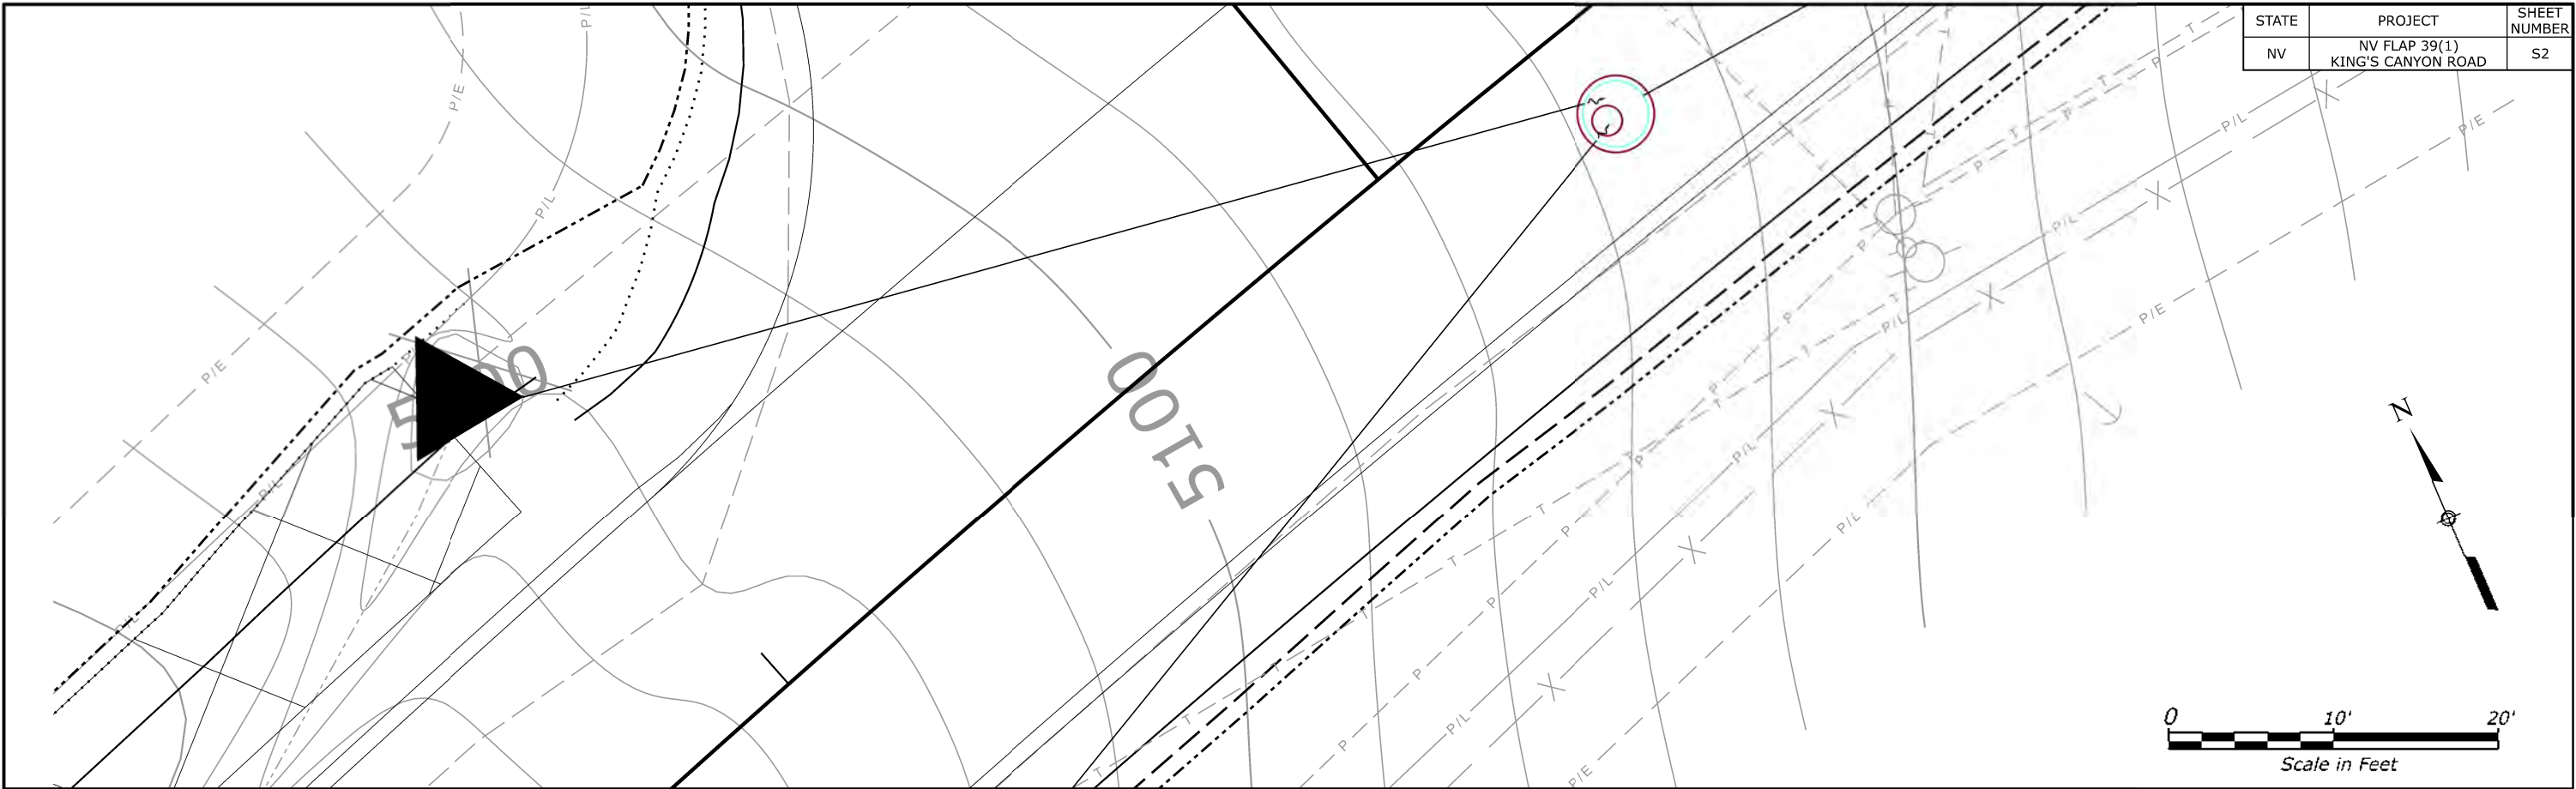 STATE PROJECT SHEET NUMBER
NV NV FLAP 39(1) KING'S CANYON ROAD S2
P/L
P/E
P/L
P/E
P/L
P/L
T
T
P
T
P
T
P
P/L
P/E
P
P/L
T
P/L
P/E
P
T
P
T
P/L
T
P
P/L
T
P
T
P
P/L
T
P
P
T
P/L
P
P/E
T
5100
N
0 10' 20'
Scale in Feet